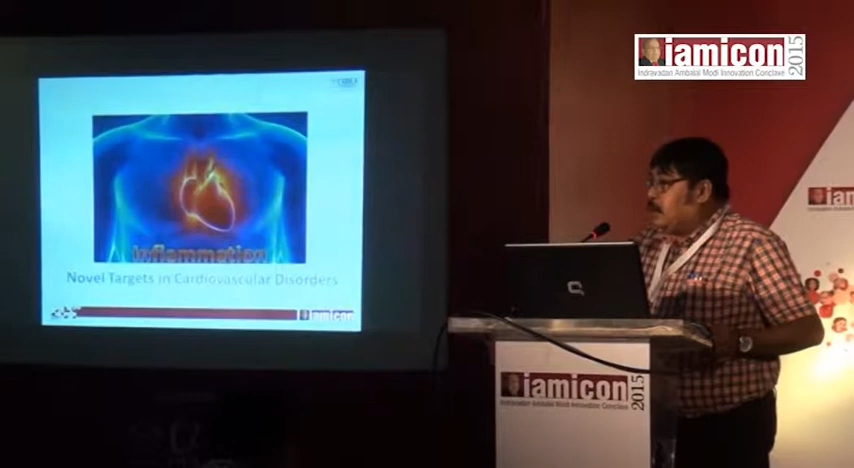 iamicon 2015
Indravadan Ambalal Modi Innovation Conclave
Inflammation
Novel Targets in Cardiovascular Disorders
iamicon
iamicon 2015
Indravadan Ambalal Modi Innovation Conclave
iam